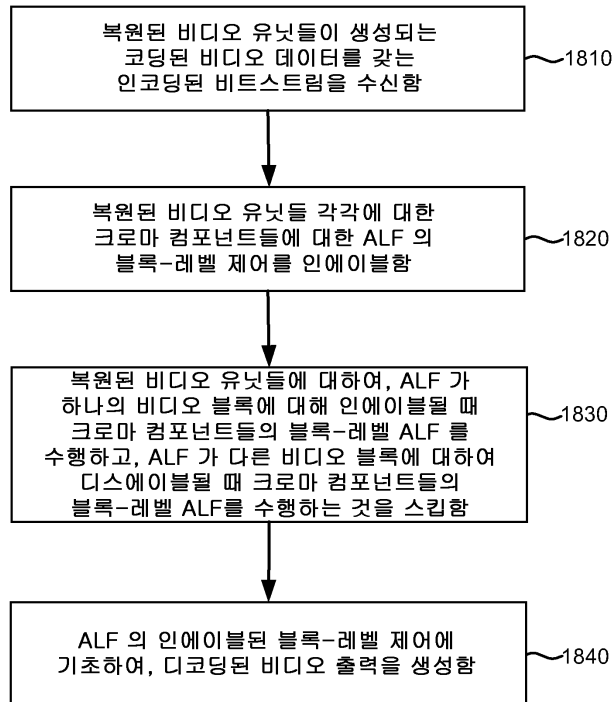 복원된 비디오 유닛들이 생성되는
코딩된 비디오 데이터를 갖는
인코딩된 비트스트림을 수신함
1810
복원된 비디오 유닛들 각각에 대한
크로마 컴포넌트들에 대한 ALF 의
블록-레벨 제어를 인에이블함
1820
복원된 비디오 유닛들에 대하여, ALF 가
하나의 비디오 블록에 대해 인에이블될 때
크로마 컴포넌트들의 블록-레벨 ALF 를
수행하고, ALF 가 다른 비디오 블록에 대하여
디스에이블될 때 크로마 컴포넌트들의
블록-레벨 ALF를 수행하는 것을 스킵함
1830
ALF 의 인에이블된 블록-레벨 제어에
기초하여, 디코딩된 비디오 출력을 생성함
1840